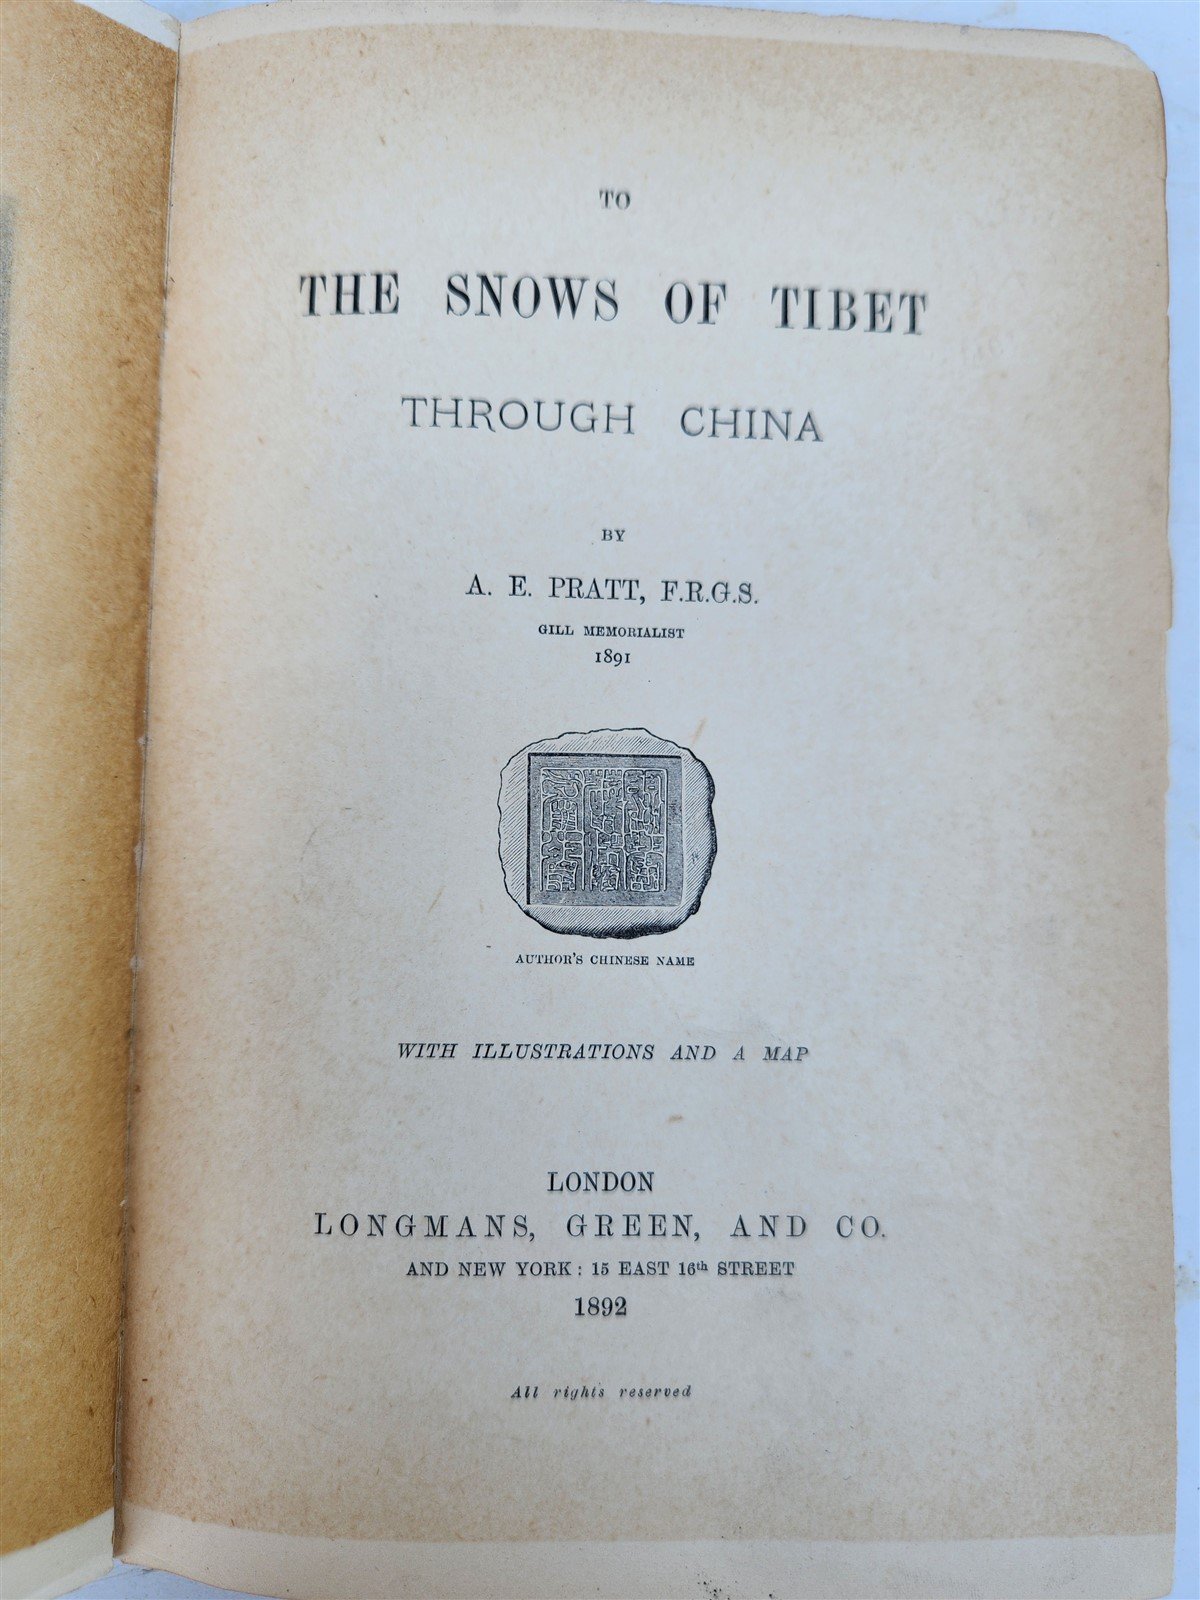 TO
THE SNOWS OF TIBET
THROUGH CHINA
BY
A. E. PRATT, F.R.G.S.
GILL MEMORIALIST
1891
AUTHOR'S CHINESE NAME
WITH ILLUSTRATIONS AND A MAP
LONDON
LONGMANS, GREEN, AND CO.
AND NEW YORK: 15 EAST 16th STREET
1892
All rights reserved